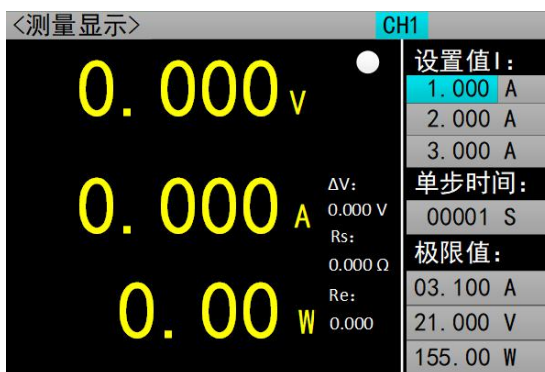 <测量显示> CH1
0.000 V
0.000 A
0.00 W
ΔV:
0.000 V
Rs:
0.000 Ω
Re:
0.000
设置值I:
1.000 A
2.000 A
3.000 A
单步时间:
00001 S
极限值:
03.100 A
21.000 V
155.00 W